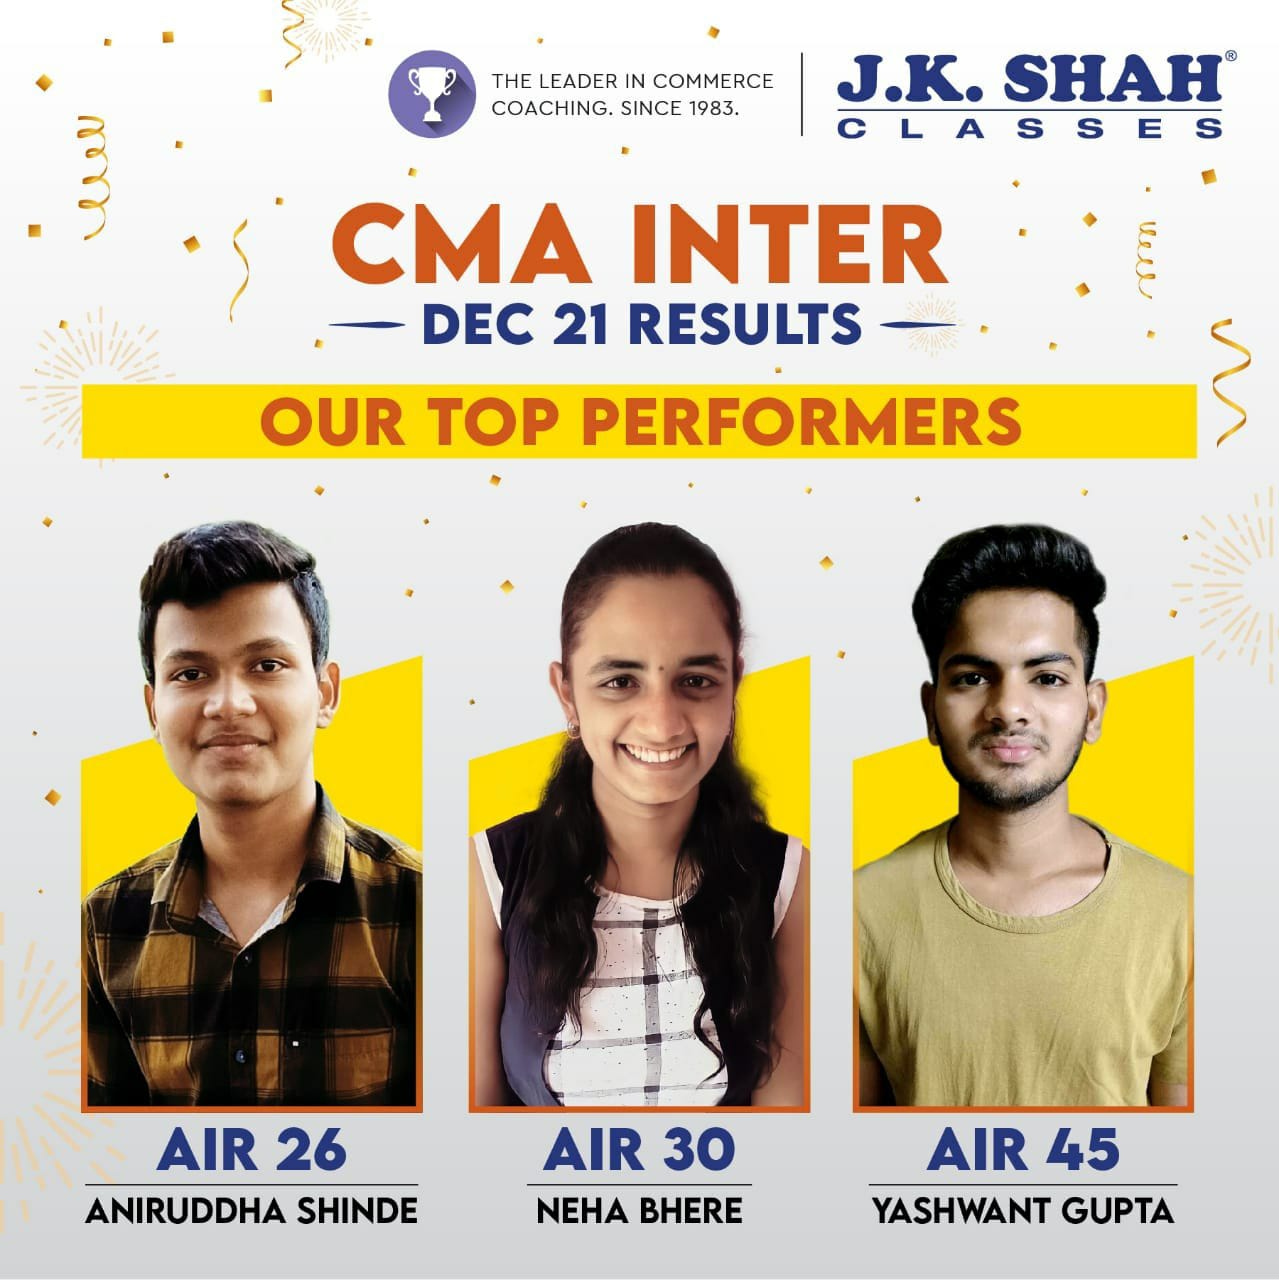 THE LEADER IN COMMERCE
COACHING. SINCE 1983.
J.K. SHAH®
CLASSES
CMA INTER
DEC 21 RESULTS
OUR TOP PERFORMERS
AIR 26
ANIRUDDHA SHINDE
AIR 30
NEHA BHERE
AIR 45
YASHWANT GUPTA